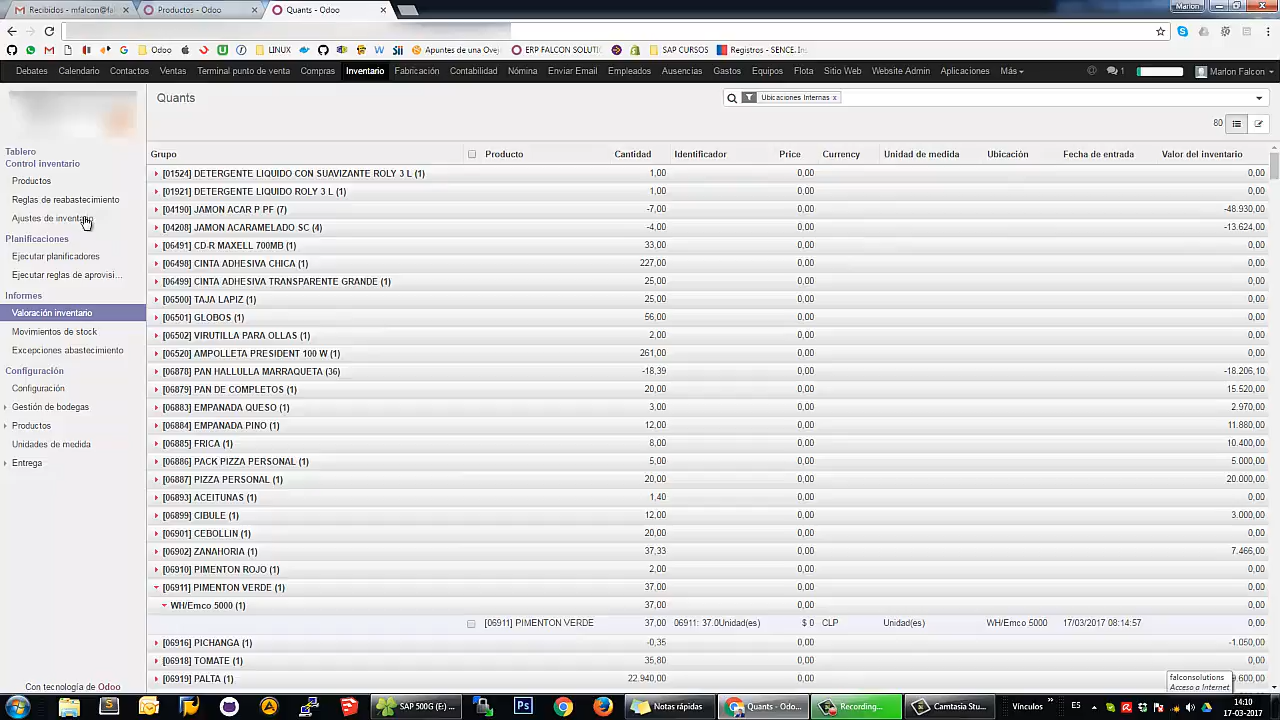 Recibidos - mfalcon@fal
Productos - Odoo
Quants - Odoo
Marlon
Odoo
LINUX
Apuntes de una Ovej
ERP FALCON SOLUTI
SAP CURSOS
Registros - SENCE. In
Debates Calendario Contactos Ventas Terminal punto de venta Compras Inventario Fabricación Contabilidad Nómina Enviar Email Empleados Ausencias Gastos Equipos Flota Sitio Web Website Admin Aplicaciones Más 1 Marlon Falcon
Quants
Ubicaciones Internas x
80
Tablero
Control inventario
Productos
Reglas de reabastecimiento
Ajustes de inventario
Planificaciones
Ejecutar planificadores
Ejecutar reglas de aprovisi...
Informes
Valoración inventario
Movimientos de stock
Excepciones abastecimiento
Configuración
Configuración
Gestión de bodegas
Productos
Unidades de medida
Entrega
Con tecnología de Odoo
Grupo Producto Cantidad Identificador Price Currency Unidad de medida Ubicación Fecha de entrada Valor del inventario
[01524] DETERGENTE LIQUIDO CON SUAVIZANTE ROLY 3 L (1) 1,00 0,00 0,00
[01921] DETERGENTE LIQUIDO ROLY 3 L (1) 1,00 0,00 0,00
[04190] JAMON ACAR P PF (7) -7,00 0,00 -48.930,00
[04208] JAMON ACARAMELADO SC (4) -4,00 0,00 -13.624,00
[06491] CD-R MAXELL 700MB (1) 33,00 0,00 0,00
[06498] CINTA ADHESIVA CHICA (1) 227,00 0,00 0,00
[06499] CINTA ADHESIVA TRANSPARENTE GRANDE (1) 25,00 0,00 0,00
[06500] TAJA LAPIZ (1) 25,00 0,00 0,00
[06501] GLOBOS (1) 56,00 0,00 0,00
[06502] VIRUTILLA PARA OLLAS (1) 2,00 0,00 0,00
[06520] AMPOLLETA PRESIDENT 100 W (1) 261,00 0,00 0,00
[06878] PAN HALLULLA MARRAQUETA (36) -18,39 0,00 -18.206,10
[06879] PAN DE COMPLETOS (1) 20,00 0,00 15.520,00
[06883] EMPANADA QUESO (1) 3,00 0,00 2.970,00
[06884] EMPANADA PINO (1) 12,00 0,00 11.880,00
[06885] FRICA (1) 8,00 0,00 10.400,00
[06886] PACK PIZZA PERSONAL (1) 5,00 0,00 5.000,00
[06887] PIZZA PERSONAL (1) 20,00 0,00 20.000,00
[06893] ACEITUNAS (1) 1,40 0,00 0,00
[06899] CIBULE (1) 12,00 0,00 3.000,00
[06901] CEBOLLIN (1) 20,00 0,00 0,00
[06902] ZANAHORIA (1) 37,33 0,00 7.466,00
[06910] PIMENTON ROJO (1) 2,00 0,00 0,00
[06911] PIMENTON VERDE (1) 37,00 0,00 0,00
WH/Emco 5000 (1) 37,00 0,00 0,00
[06911] PIMENTON VERDE 37,00 06911: 37.0Unidad(es) $ 0 CLP Unidad(es) WH/Emco 5000 17/03/2017 08:14:57 0,00
[06916] PICHANGA (1) -0,35 0,00 -1.050,00
[06918] TOMATE (1) 35,80 0,00 0,00
[06919] PALTA (1) 22.940,00 0,00 9.600,00
falconsolutions
Acceso a Internet
SAP 500G (E) ...
Notas rápidas
Quants - Odo...
Recording...
Camtasia Stu...
Vínculos
ES
14:10
17-03-2017